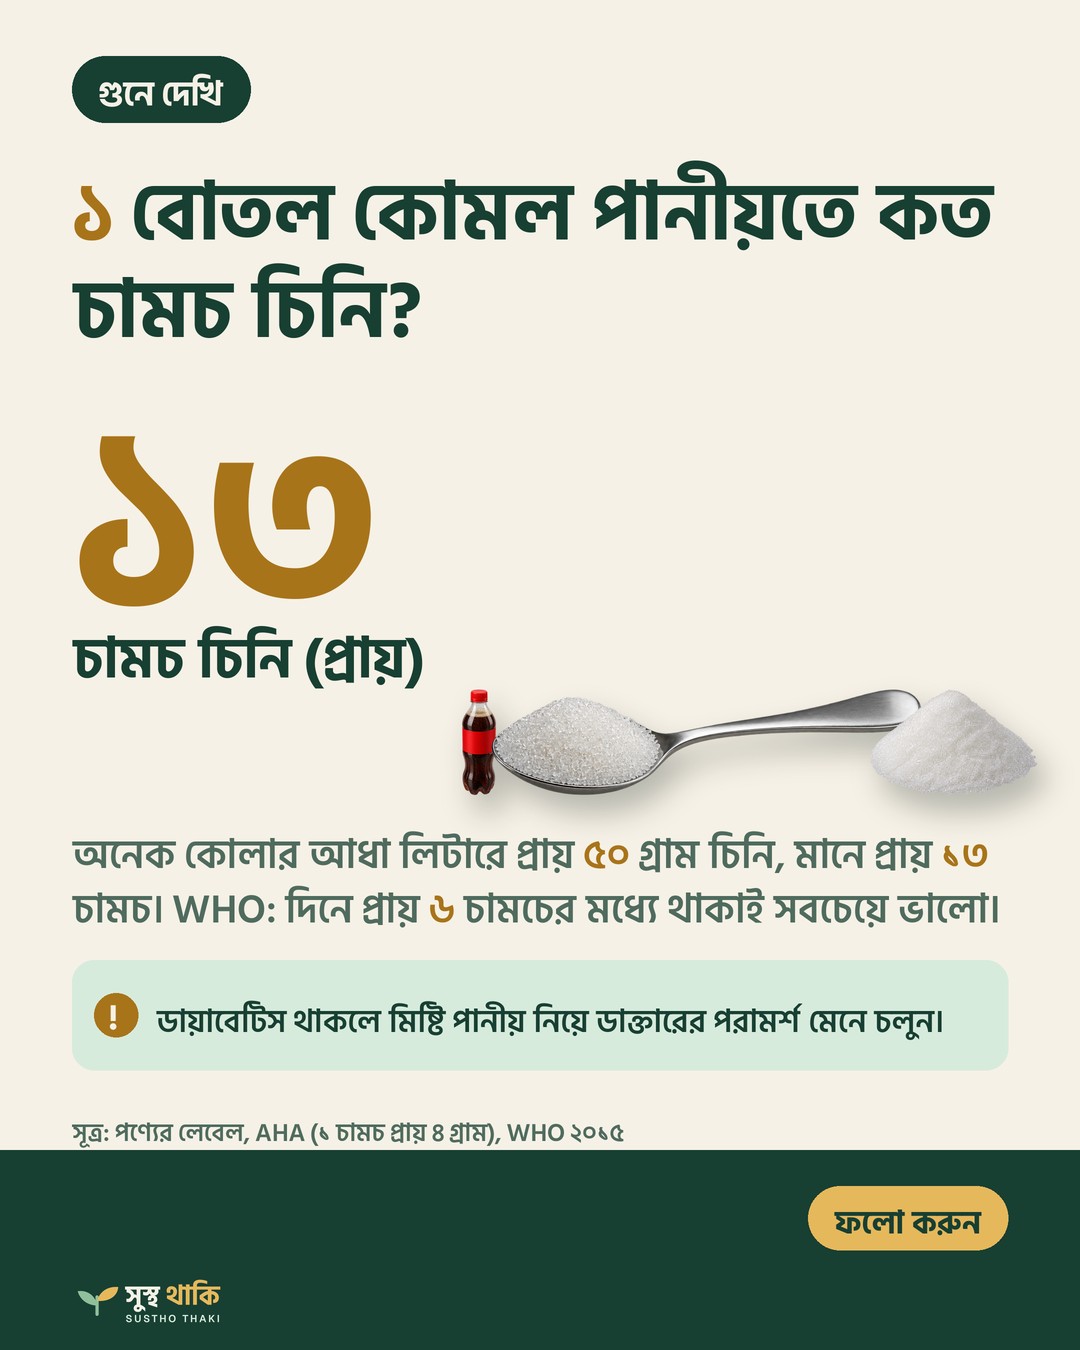 গুনে দেখি
১ বোতল কোমল পানীয়তে কত
চামচ চিনি?
১৩
চামচ চিনি (প্রায়)
অনেক কোলার আধা লিটারে প্রায় ৫০ গ্রাম চিনি, মানে প্রায় ১৩
চামচ। WHO: দিনে প্রায় ৬ চামচের মধ্যে থাকাই সবচেয়ে ভালো।
!
ডায়াবেটিস থাকলে মিষ্টি পানীয় নিয়ে ডাক্তারের পরামর্শ মেনে চলুন।
সূত্র: পণ্যের লেবেল, AHA (১ চামচ প্রায় ৪ গ্রাম), WHO ২০১৫
ফলো করুন
সুস্থ থাকি
SUSTHO THAKI